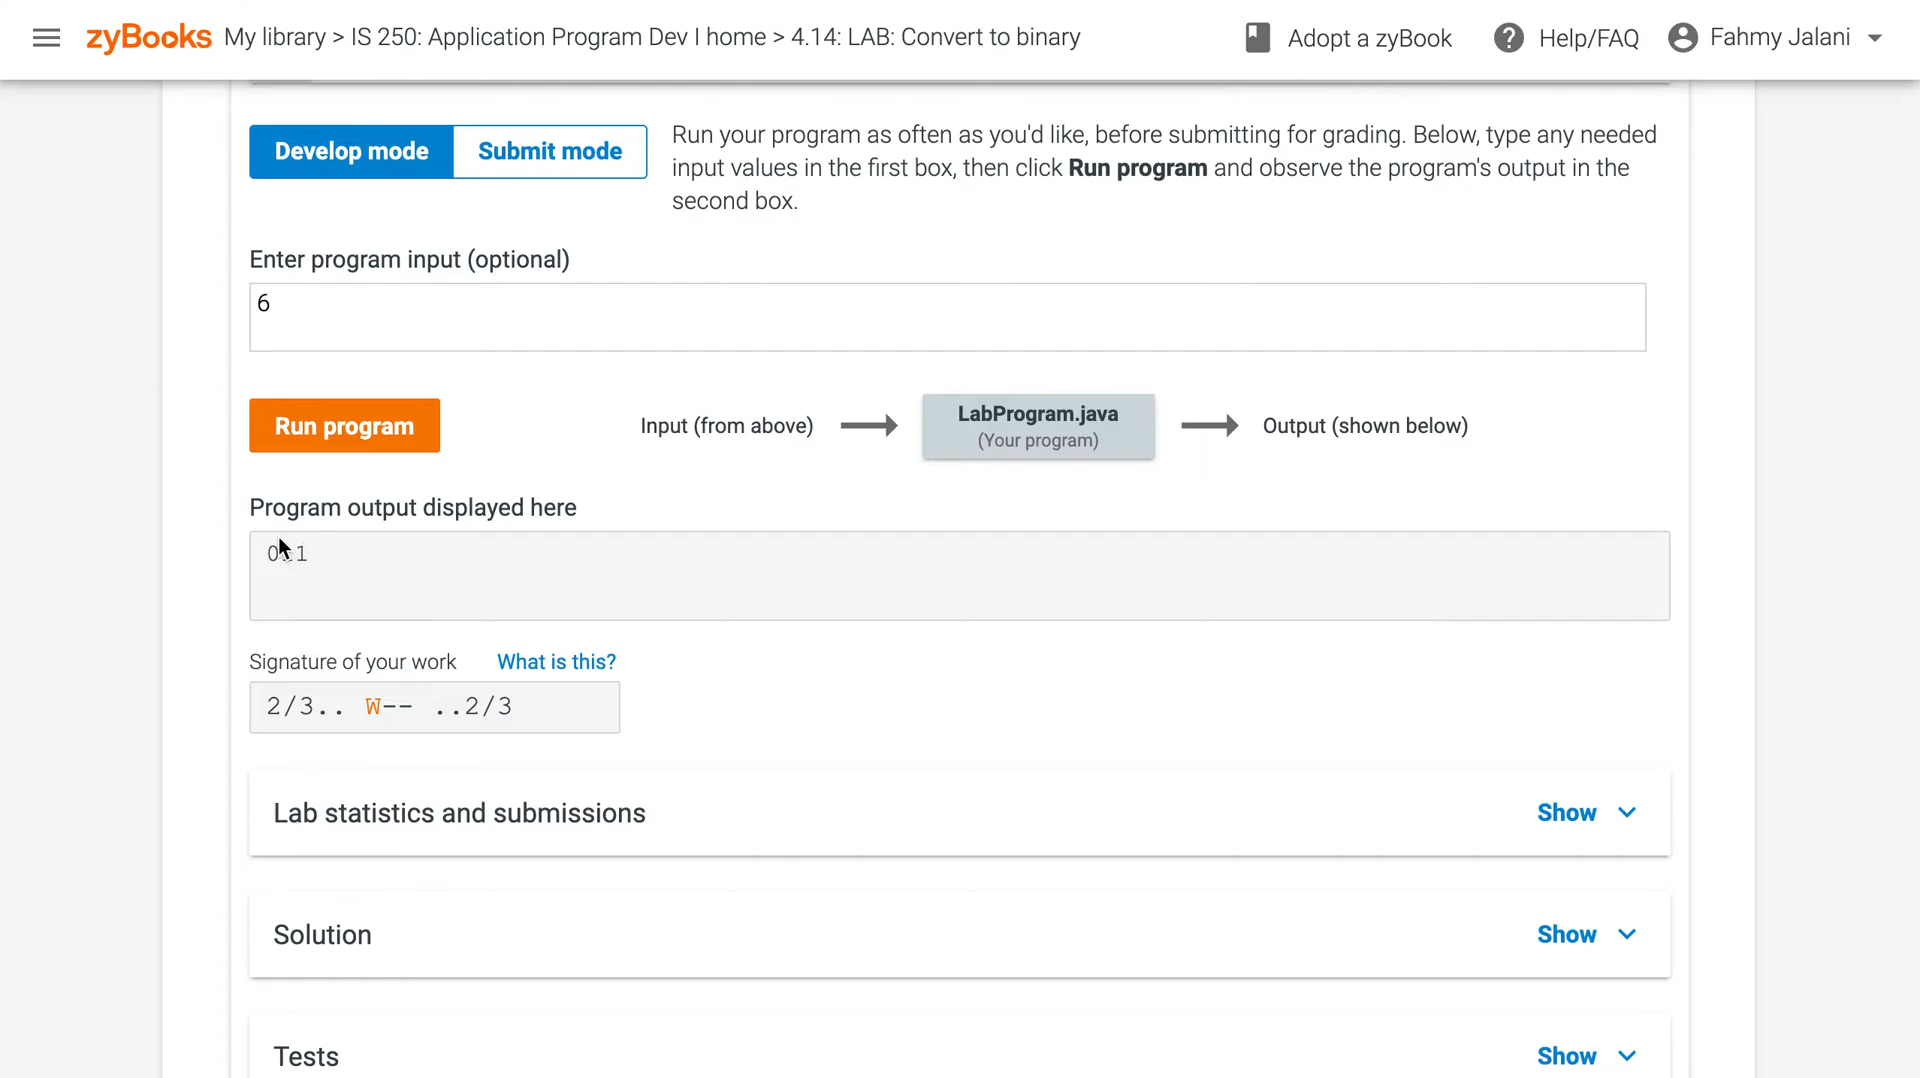 zyBooks My library > IS 250: Application Program Dev I home > 4.14: LAB: Convert to binary Adopt a zyBook Help/FAQ Fahmy Jalani
Develop mode Submit mode
Run your program as often as you'd like, before submitting for grading. Below, type any needed
input values in the first box, then click Run program and observe the program's output in the
second box.
Enter program input (optional)
6
Run program
Input (from above)
LabProgram.java
(Your program)
Output (shown below)
Program output displayed here
Signature of your work What is this?
2/3.. W-- ..2/3
Lab statistics and submissions Show
Solution Show
Tests Show